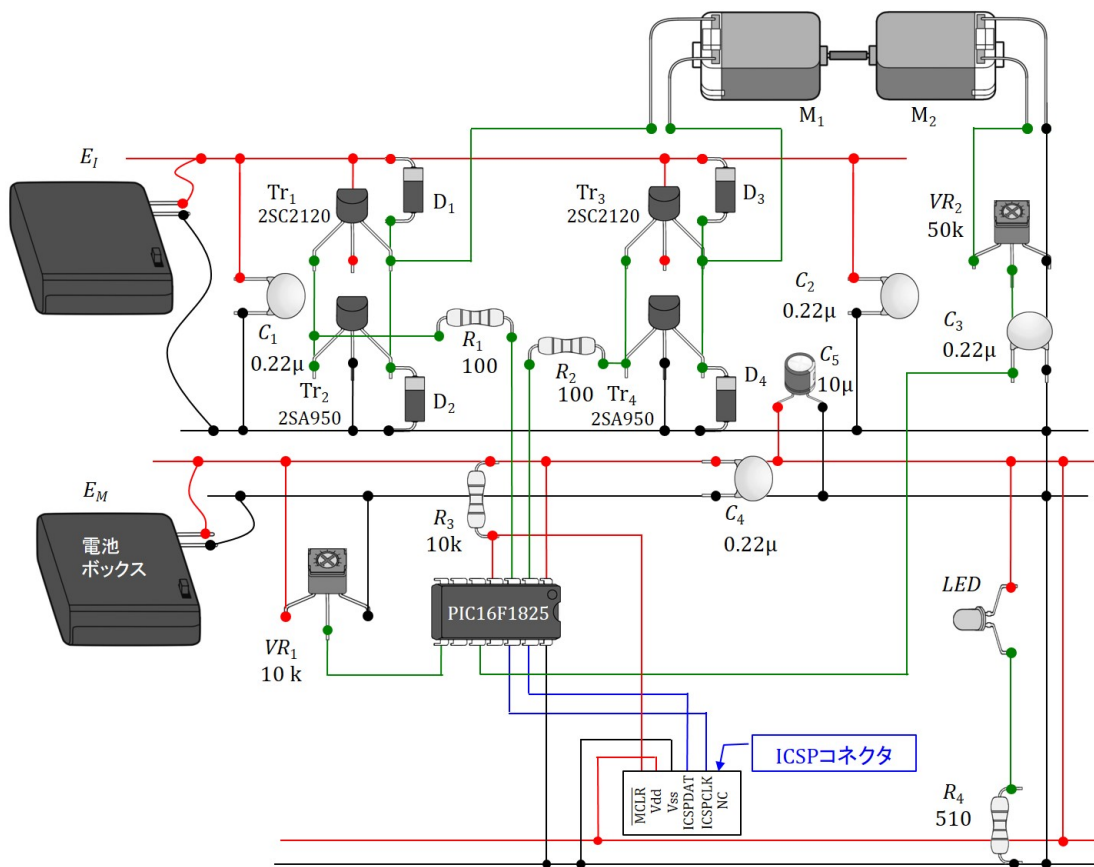 M₁
M₂
E_I
Tr₁
2SC2120
D₁
Tr₃
2SC2120
D₃
VR₂
50k
C₁
0.22μ
R₁
100
R₂
100
C₂
0.22μ
C₃
0.22μ
C₅
10μ
Tr₂
2SA950
D₂
Tr₄
2SA950
D₄
E_M
電池
ボックス
R₃
10k
C₄
0.22μ
PIC16F1825
VR₁
10 k
LED
ICSPコネクタ
MCLR
Vdd
Vss
ICSPDAT
ICSPCLK
NC
R₄
510